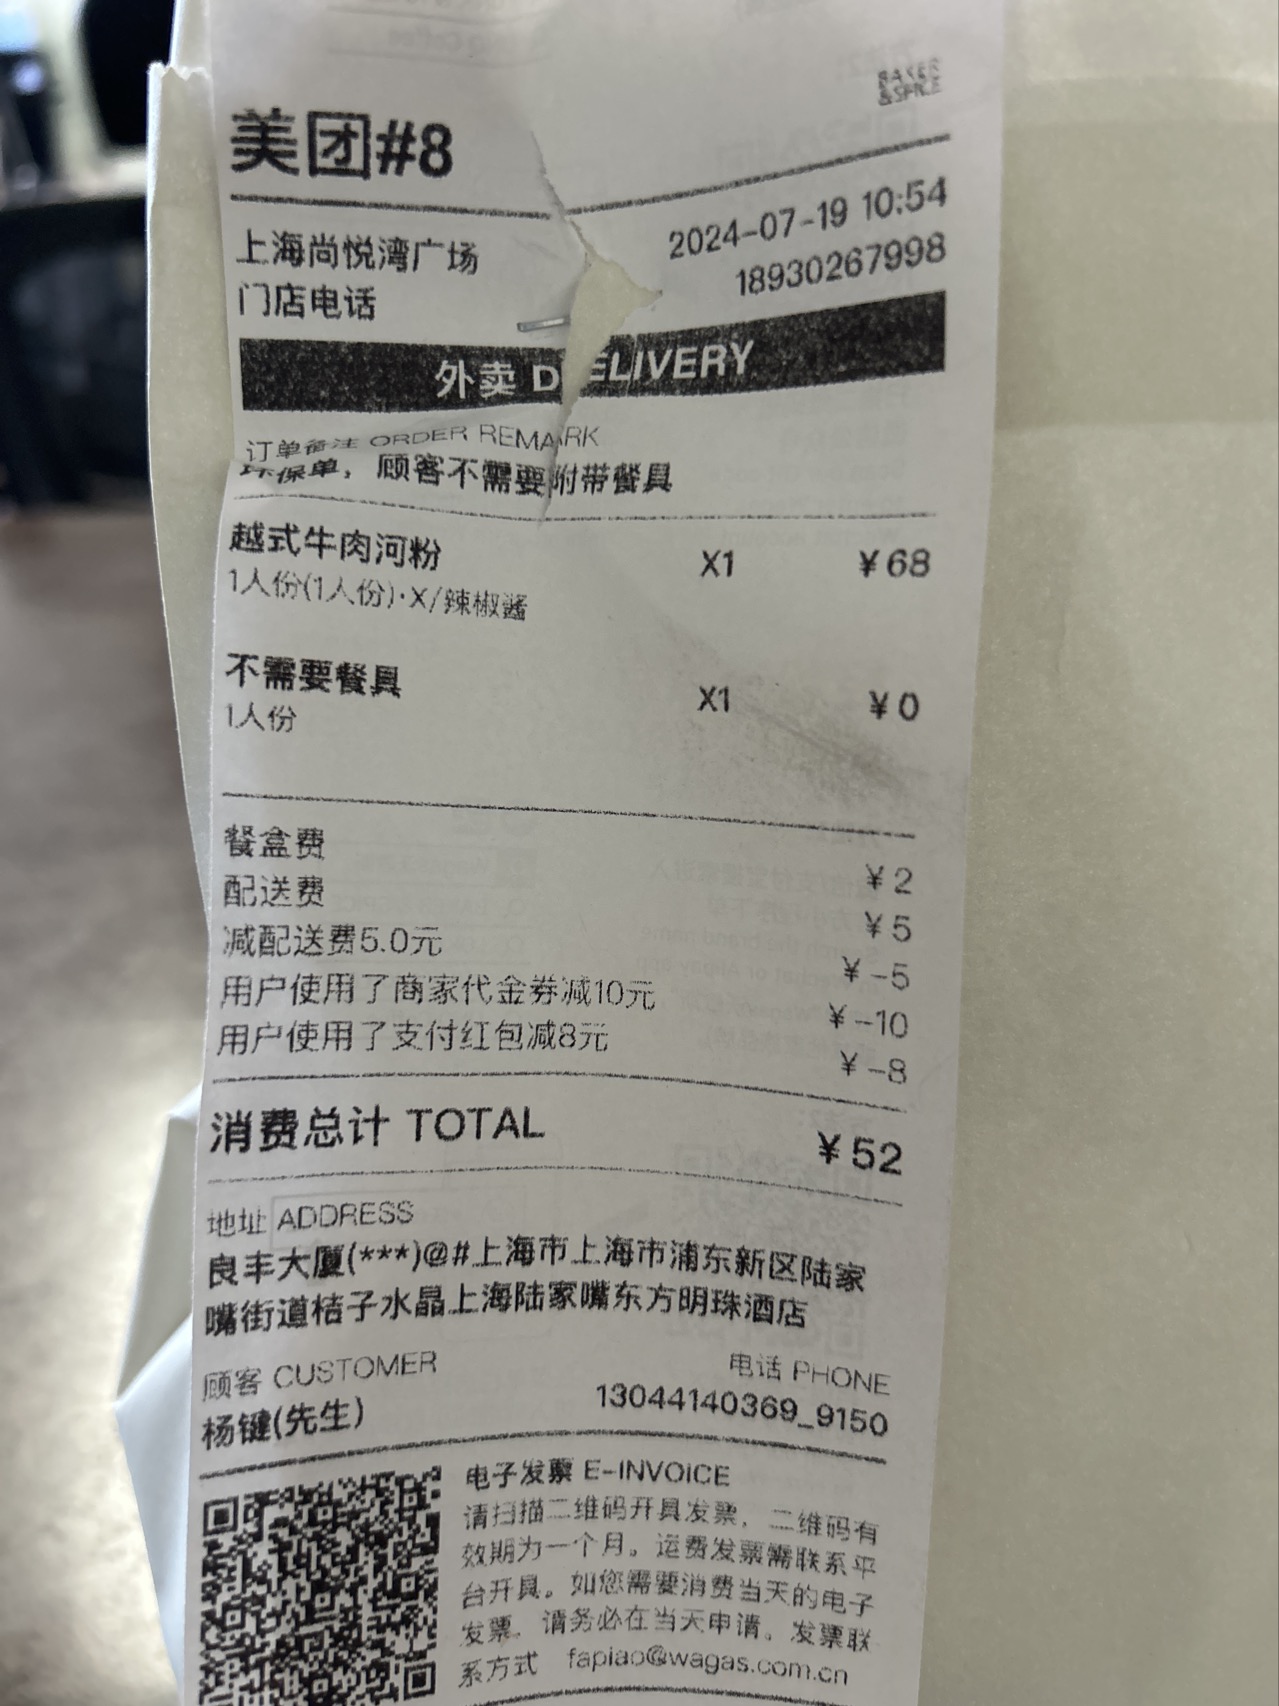 BAKER
&SPICE
美团#8
上海尚悦湾广场 2024-07-19 10:54
门店电话 18930267998
外卖 DELIVERY
订单备注 ORDER REMARK
环保单，顾客不需要附带餐具
越式牛肉河粉 X1 ¥68
1人份(1人份)·X/辣椒酱
不需要餐具 X1 ¥0
1人份
餐盒费 ¥2
配送费 ¥5
减配送费5.0元 ¥-5
用户使用了商家代金券减10元 ¥-10
用户使用了支付红包减8元 ¥-8
消费总计 TOTAL ¥52
地址 ADDRESS
良丰大厦(***)@#上海市上海市浦东新区陆家
嘴街道桔子水晶上海陆家嘴东方明珠酒店
顾客 CUSTOMER 电话 PHONE
杨键(先生) 13044140369_9150
电子发票 E-INVOICE
请扫描二维码开具发票，二维码有
效期为一个月。运费发票需联系平
台开具。如您需要消费当天的电子
发票，请务必在当天申请。发票联
系方式 fapiao@wagas.com.cn